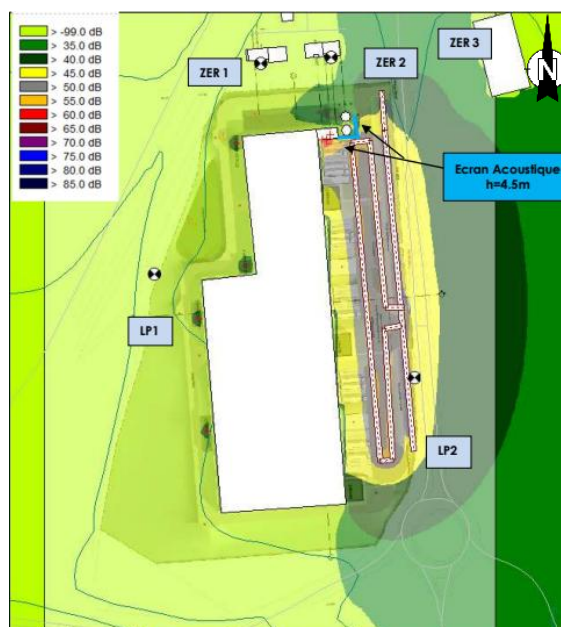 > -99.0 dB
> 35.0 dB
> 40.0 dB
> 45.0 dB
> 50.0 dB
> 55.0 dB
> 60.0 dB
> 65.0 dB
> 70.0 dB
> 75.0 dB
> 80.0 dB
> 85.0 dB
ZER 1
ZER 2
ZER 3
N
Ecran Acoustique
h=4.5m
LP1
LP2